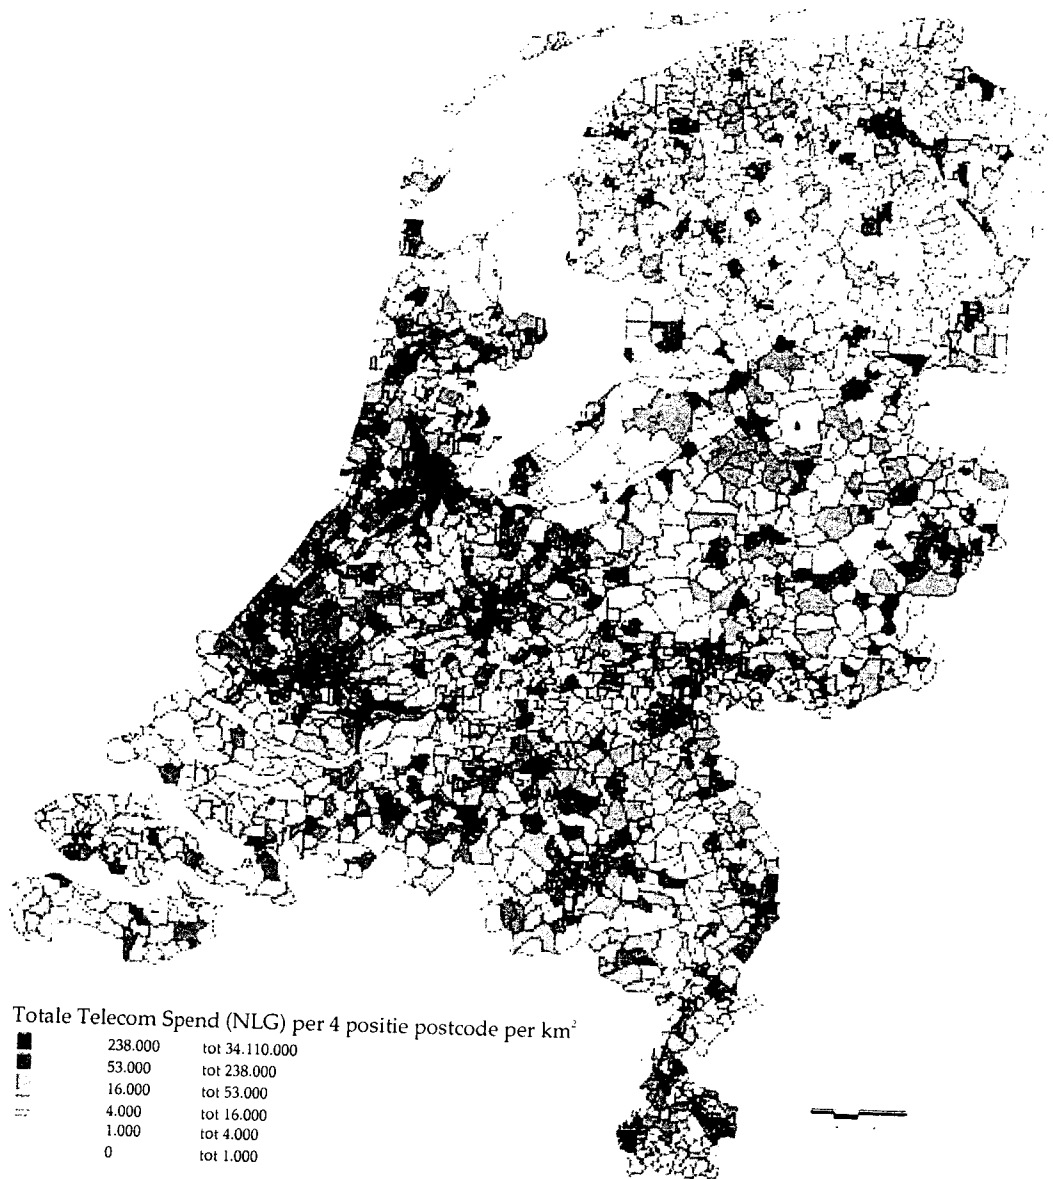 Totale Telecom Spend (NLG) per 4 positie postcode per km²
238.000 tot 34.110.000
53.000 tot 238.000
16.000 tot 53.000
4.000 tot 16.000
1.000 tot 4.000
0 tot 1.000